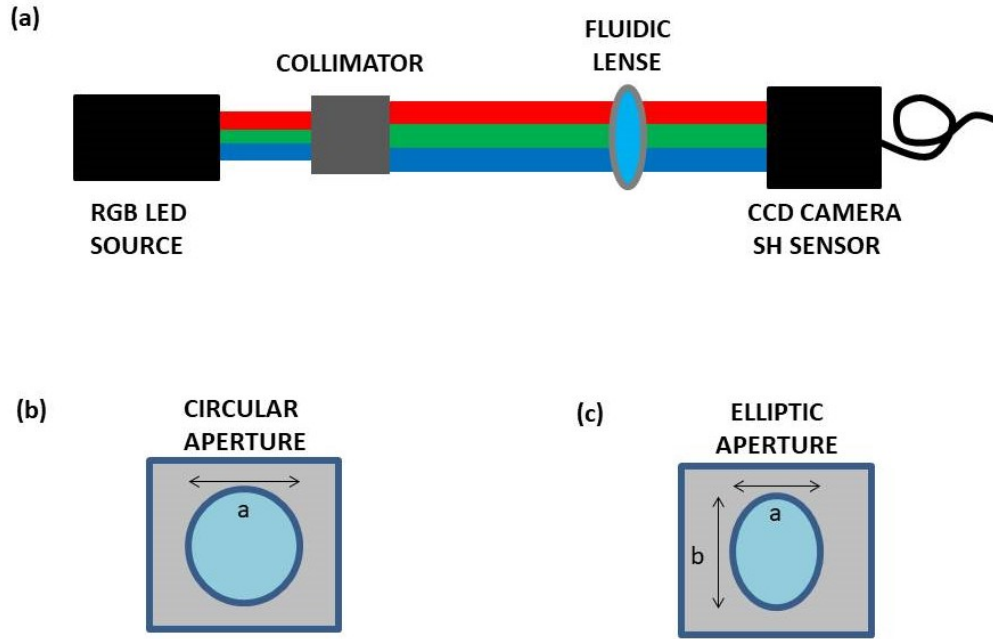 (a)
FLUIDIC
LENSE
COLLIMATOR
RGB LED
SOURCE
CCD CAMERA
SH SENSOR
(b)
CIRCULAR
APERTURE
a
(c)
ELLIPTIC
APERTURE
a
b